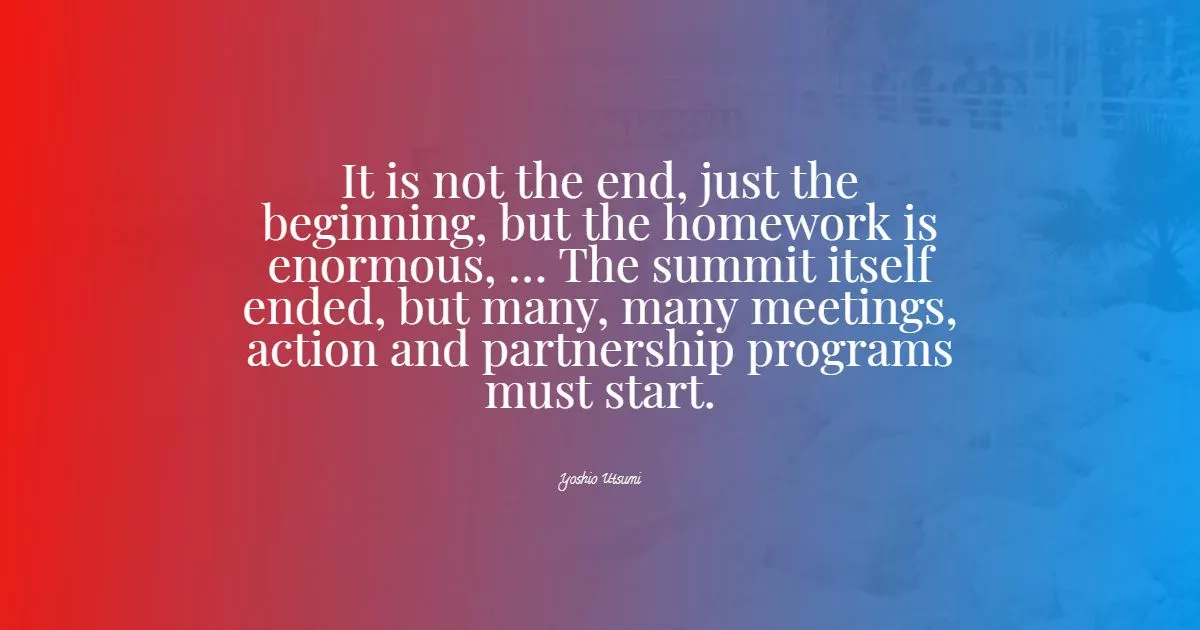 It is not the end, just the
beginning, but the homework is
enormous, ... The summit itself
ended, but many, many meetings,
action and partnership programs
must start.
Yoshio Utsumi